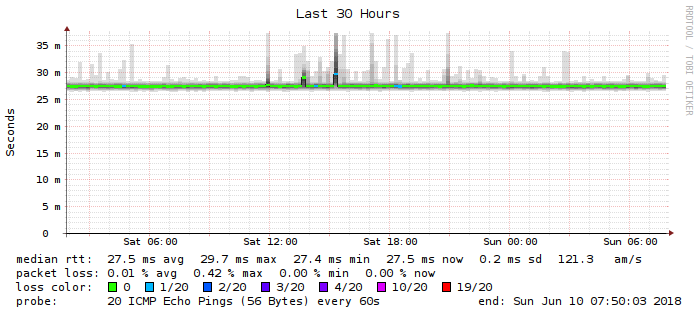 Last 30 Hours
RRDTOOL / TOBI OETIKER
Seconds
35 m
30 m
25 m
20 m
15 m
10 m
5 m
0
Sat 06:00 Sat 12:00 Sat 18:00 Sun 00:00 Sun 06:00
median rtt: 27.5 ms avg 29.7 ms max 27.4 ms min 27.5 ms now 0.2 ms sd 121.3 am/s
packet loss: 0.01 % avg 0.42 % max 0.00 % min 0.00 % now
loss color: 0 1/20 2/20 3/20 4/20 10/20 19/20
probe: 20 ICMP Echo Pings (56 Bytes) every 60s end: Sun Jun 10 07:50:03 2018